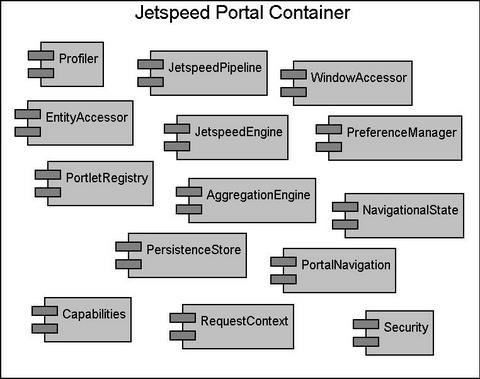 Jetspeed Portal Container
Profiler
JetspeedPipeline
WindowAccessor
EntityAccessor
JetspeedEngine
PreferenceManager
PortletRegistry
AggregationEngine
NavigationalState
PersistenceStore
PortalNavigation
Capabilities
RequestContext
Security